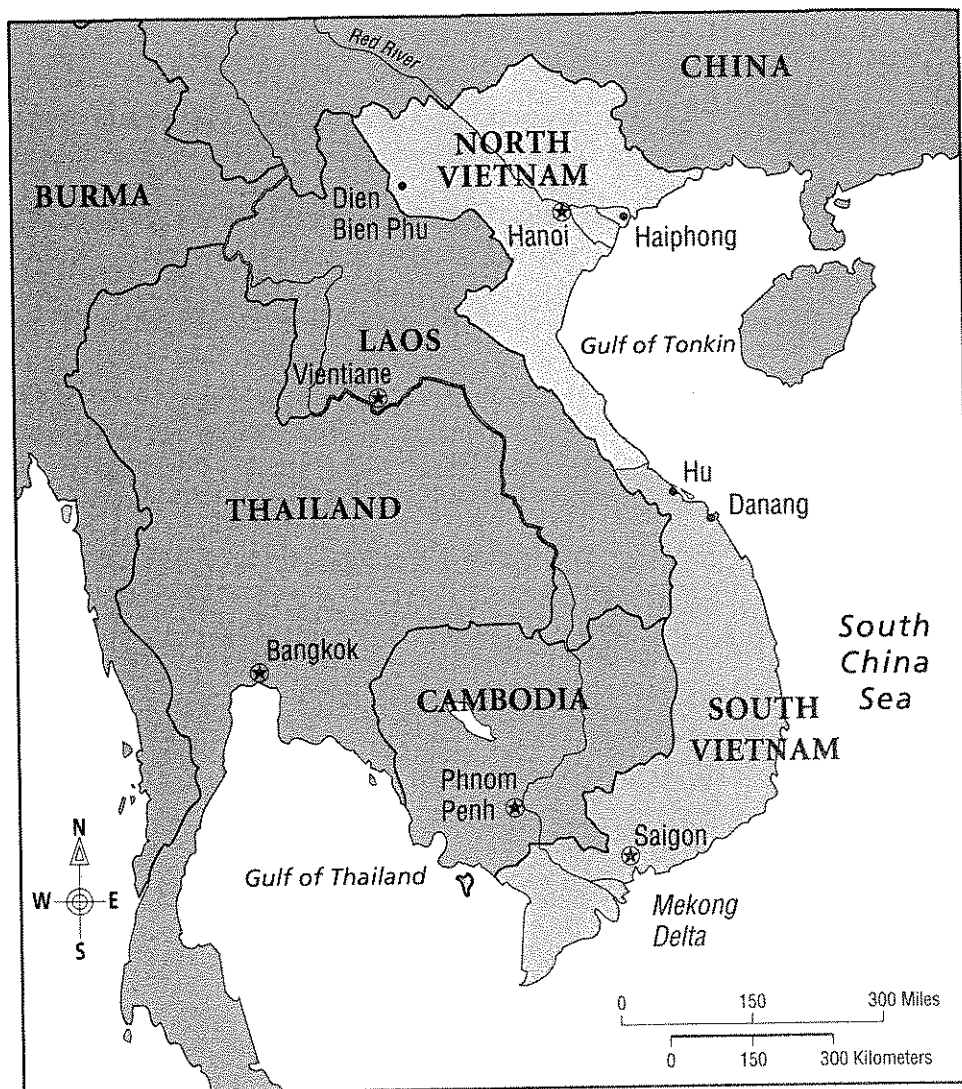 Red River
CHINA
NORTH
VIETNAM
BURMA
Dien
Bien Phu
Hanoi
Haiphong
LAOS
Gulf of Tonkin
Vientiane
Hu
THAILAND
Danang
South
China
Sea
Bangkok
CAMBODIA
SOUTH
VIETNAM
Phnom
Penh
N
Saigon
Gulf of Thailand
W E
Mekong
Delta
S
0 150 300 Miles
0 150 300 Kilometers